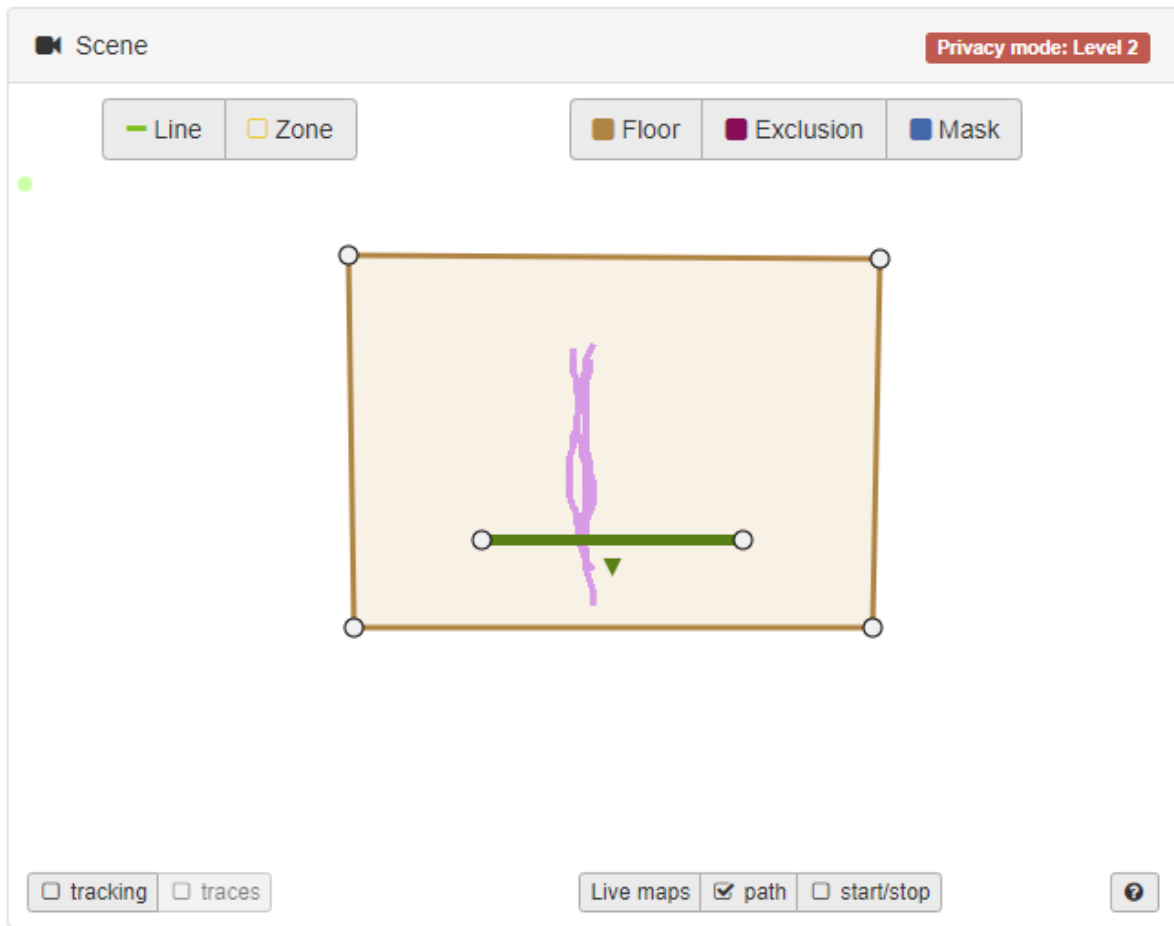 Scene
Privacy mode: Level 2
Line Zone Floor Exclusion Mask
tracking traces Live maps path start/stop